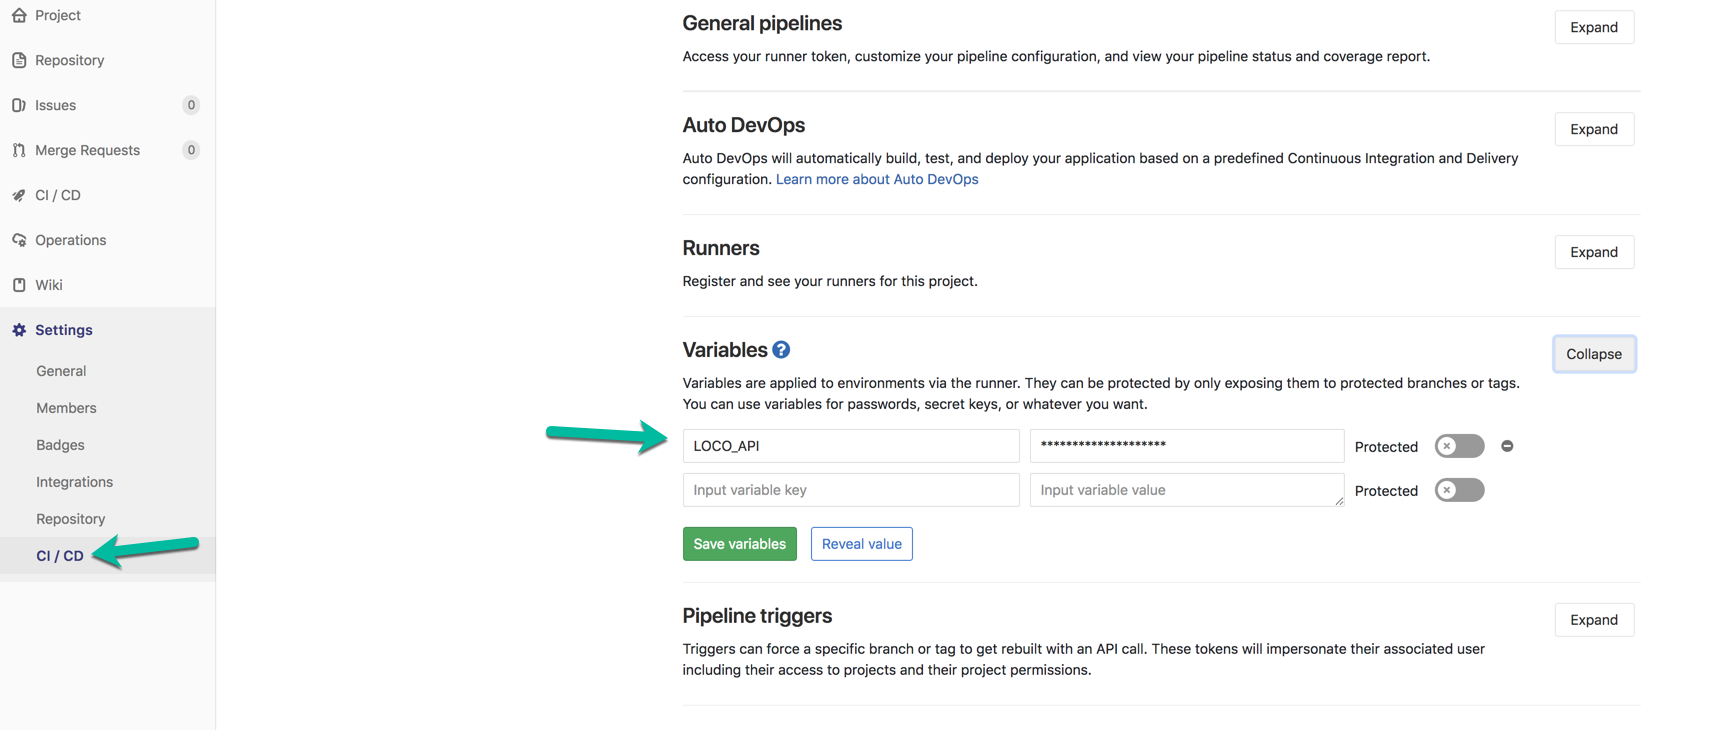 Project
Repository
Issues 0
Merge Requests 0
CI / CD
Operations
Wiki
Settings
General
Members
Badges
Integrations
Repository
CI / CD
General pipelines
Expand
Access your runner token, customize your pipeline configuration, and view your pipeline status and coverage report.
Auto DevOps
Expand
Auto DevOps will automatically build, test, and deploy your application based on a predefined Continuous Integration and Delivery
configuration. Learn more about Auto DevOps
Runners
Expand
Register and see your runners for this project.
Variables ?
Collapse
Variables are applied to environments via the runner. They can be protected by only exposing them to protected branches or tags.
You can use variables for passwords, secret keys, or whatever you want.
LOCO_API ******************** Protected
Input variable key Input variable value Protected
Save variables Reveal value
Pipeline triggers
Expand
Triggers can force a specific branch or tag to get rebuilt with an API call. These tokens will impersonate their associated user
including their access to projects and their project permissions.